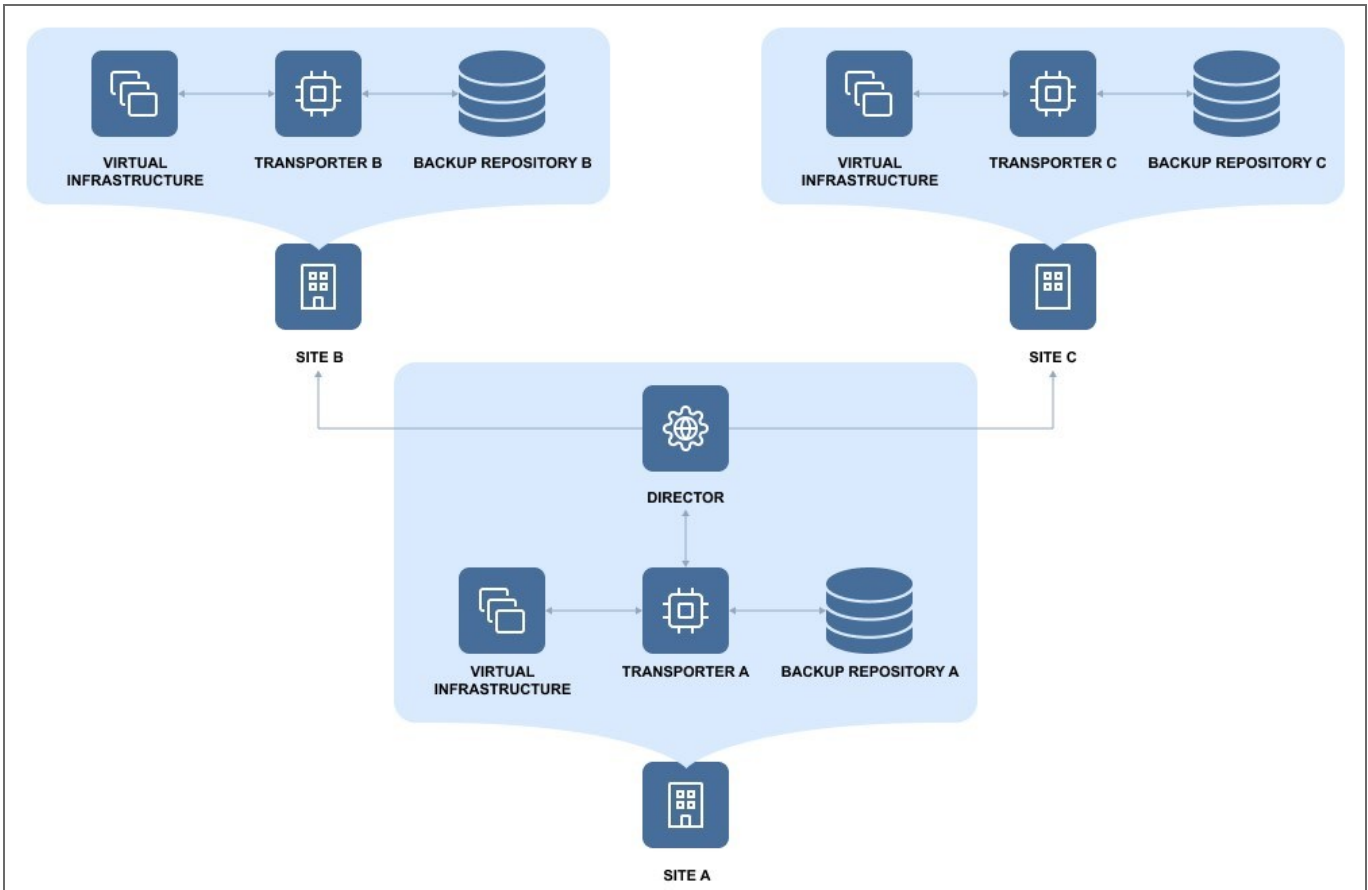 VIRTUAL
INFRASTRUCTURE
TRANSPORTER B
BACKUP REPOSITORY B
VIRTUAL
INFRASTRUCTURE
TRANSPORTER C
BACKUP REPOSITORY C
SITE B
SITE C
DIRECTOR
VIRTUAL
INFRASTRUCTURE
TRANSPORTER A
BACKUP REPOSITORY A
SITE A